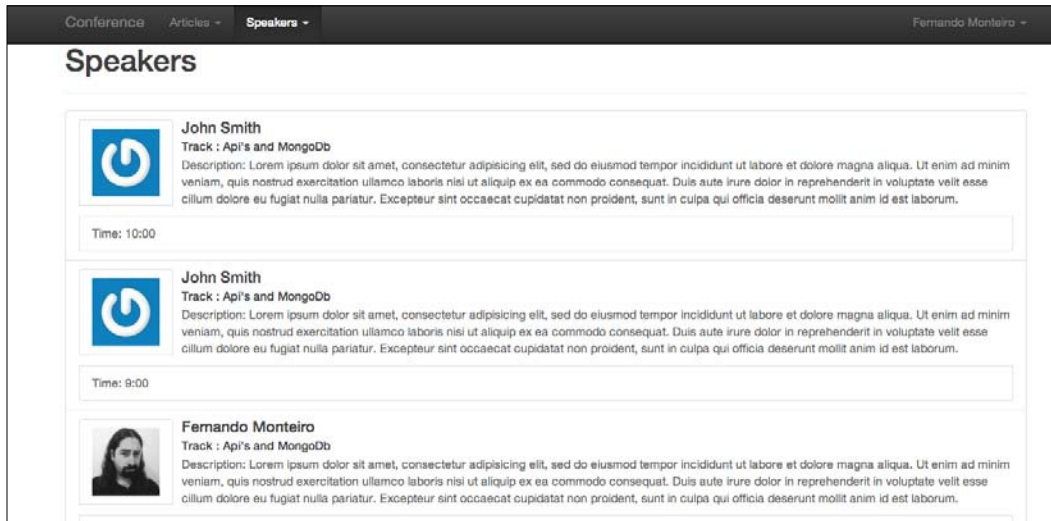 Conference Articles Speakers Fernando Monteiro
Speakers
John Smith
Track : Api's and MongoDb
Description: Lorem ipsum dolor sit amet, consectetur adipisicing elit, sed do eiusmod tempor incididunt ut labore et dolore magna aliqua. Ut enim ad minim
veniam, quis nostrud exercitation ullamco laboris nisi ut aliquip ex ea commodo consequat. Duis aute irure dolor in reprehenderit in voluptate velit esse
cillum dolore eu fugiat nulla pariatur. Excepteur sint occaecat cupidatat non proident, sunt in culpa qui officia deserunt mollit anim id est laborum.
Time: 10:00
John Smith
Track : Api's and MongoDb
Description: Lorem ipsum dolor sit amet, consectetur adipisicing elit, sed do eiusmod tempor incididunt ut labore et dolore magna aliqua. Ut enim ad minim
veniam, quis nostrud exercitation ullamco laboris nisi ut aliquip ex ea commodo consequat. Duis aute irure dolor in reprehenderit in voluptate velit esse
cillum dolore eu fugiat nulla pariatur. Excepteur sint occaecat cupidatat non proident, sunt in culpa qui officia deserunt mollit anim id est laborum.
Time: 9:00
Fernando Monteiro
Track : Api's and MongoDb
Description: Lorem ipsum dolor sit amet, consectetur adipisicing elit, sed do eiusmod tempor incididunt ut labore et dolore magna aliqua. Ut enim ad minim
veniam, quis nostrud exercitation ullamco laboris nisi ut aliquip ex ea commodo consequat. Duis aute irure dolor in reprehenderit in voluptate velit esse
cillum dolore eu fugiat nulla pariatur. Excepteur sint occaecat cupidatat non proident, sunt in culpa qui officia deserunt mollit anim id est laborum.